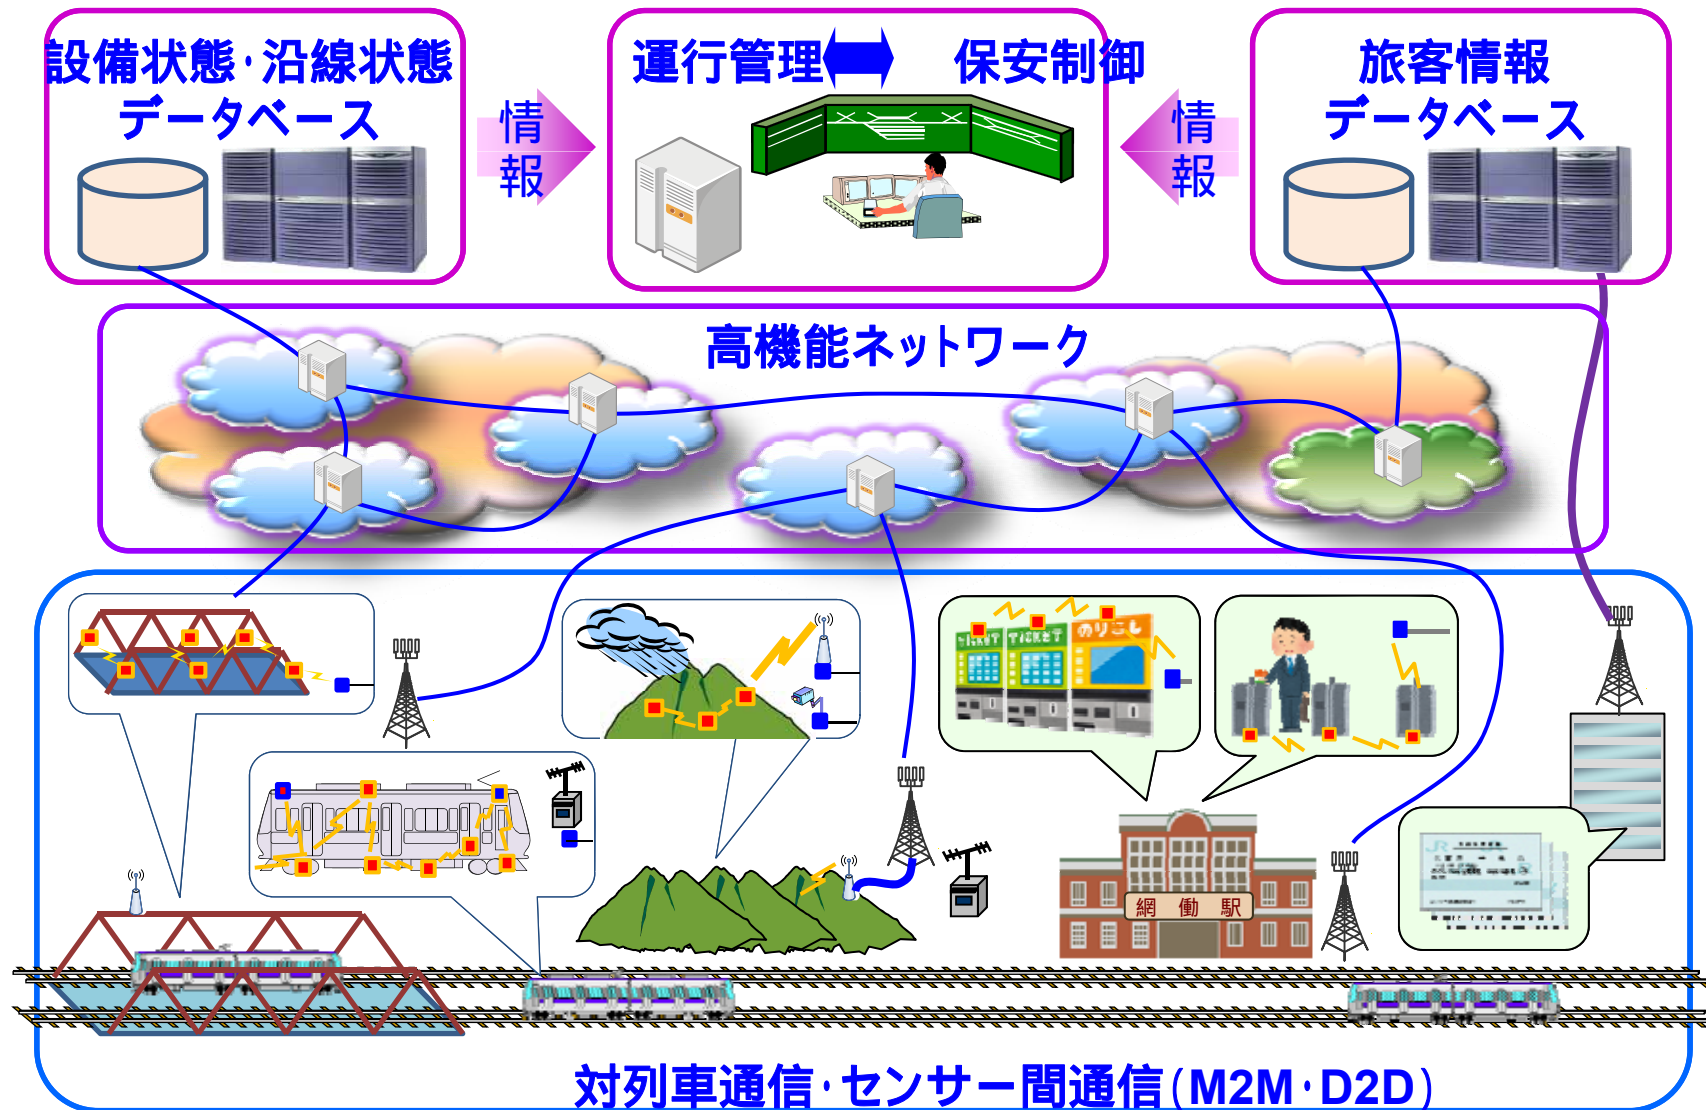 設備状態・沿線状態
データベース
情
報
運行管理
保安制御
情
報
旅客情報
データベース
高機能ネットワーク
TICKET
TICKET
のりこし
JR
網働駅
対列車通信・センサー間通信(M2M・D2D)